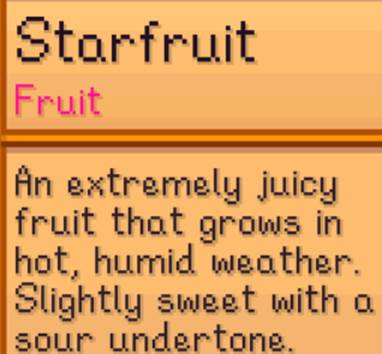 Starfruit
Fruit
An extremely juicy
fruit that grows in
hot, humid weather.
Slightly sweet with a
sour undertone.